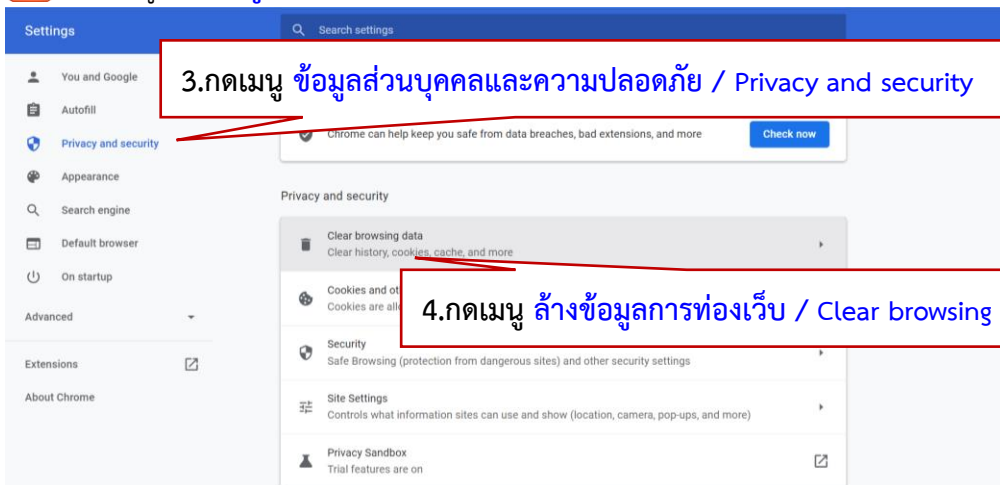 Settings
Search settings
You and Google
3.กดเมนู ข้อมูลส่วนบุคคลและความปลอดภัย / Privacy and security
Autofill
Privacy and security
Chrome can help keep you safe from data breaches, bad extensions, and more
Check now
Appearance
Privacy and security
Search engine
Default browser
Clear browsing data
Clear history, cookies, cache, and more
On startup
Cookies and ot
Cookies are all
4.กดเมนู ล้างข้อมูลการท่องเว็บ / Clear browsing
Advanced
Security
Safe Browsing (protection from dangerous sites) and other security settings
Extensions
About Chrome
Site Settings
Controls what information sites can use and show (location, camera, pop-ups, and more)
Privacy Sandbox
Trial features are on